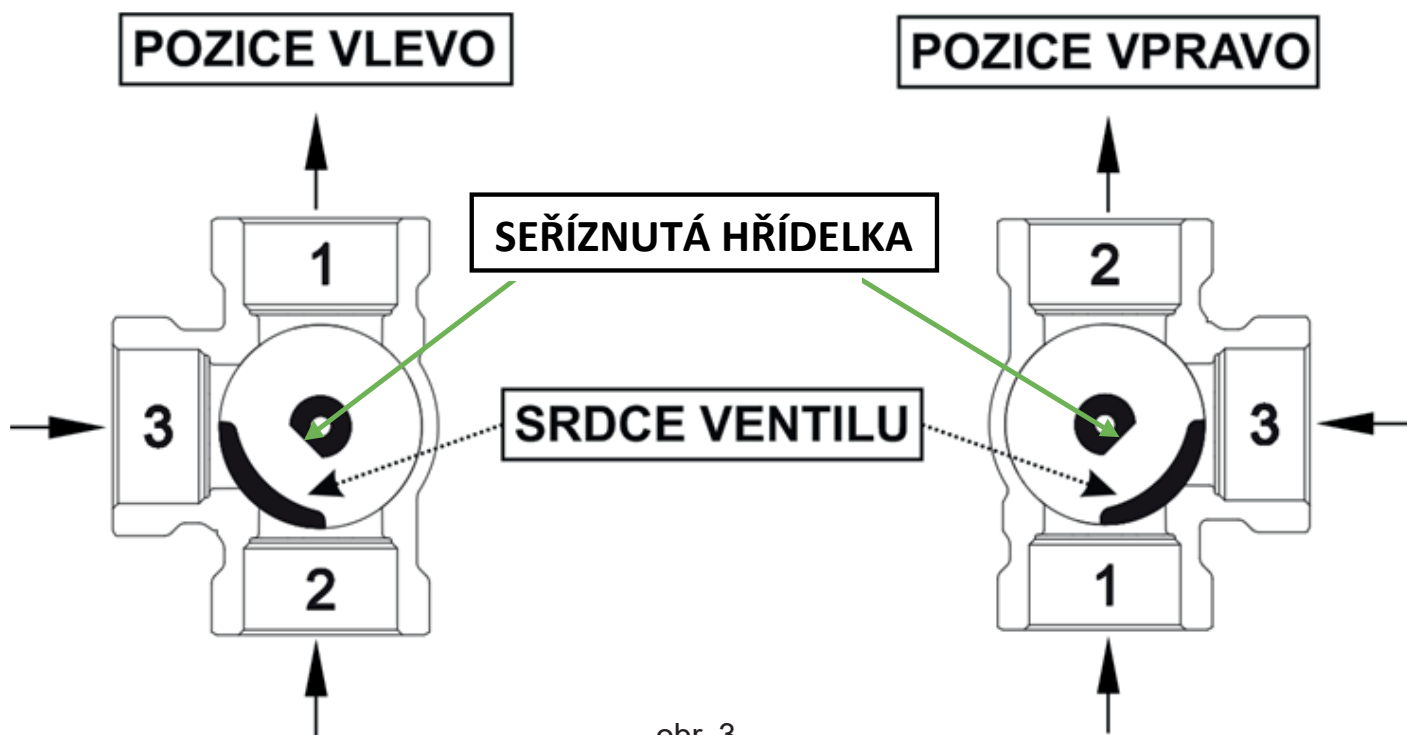 POZICE VLEVO
POZICE VPRAVO
SEŘÍZNUTÁ HŘÍDELKA
1
2
3
SRDCE VENTILU
3
2
1
obr. 3